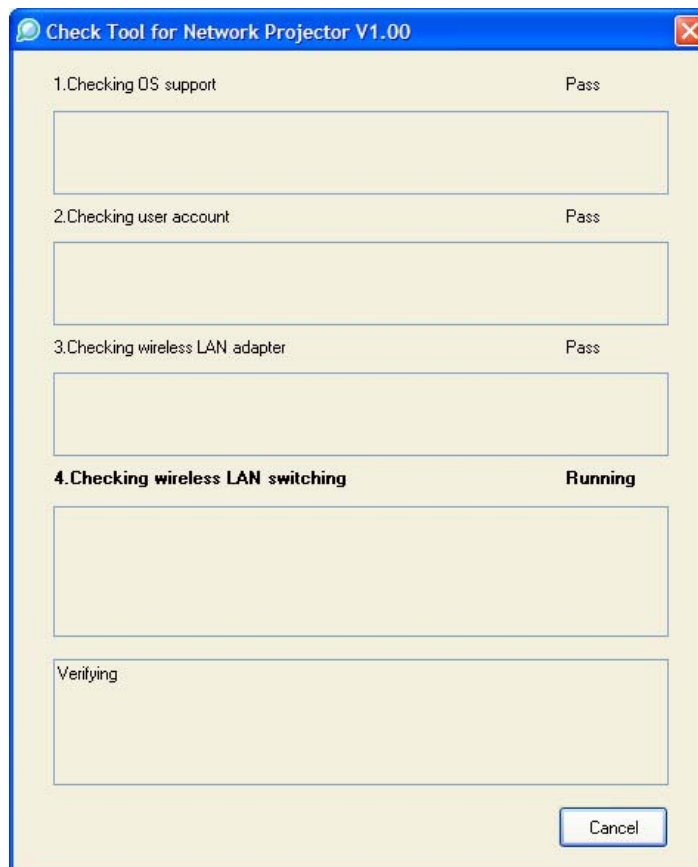 Check Tool for Network Projector V1.00
1.Checking OS support Pass
2.Checking user account Pass
3.Checking wireless LAN adapter Pass
4.Checking wireless LAN switching Running
Verifying
Cancel